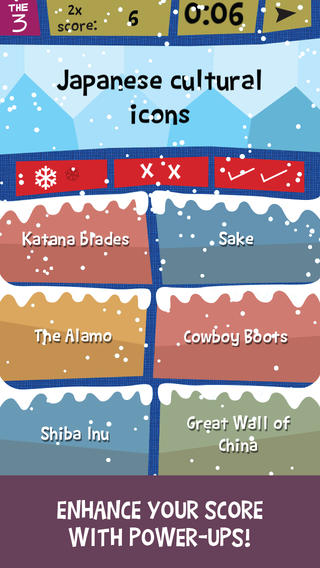 THE
3
2x
score: 6
0:06
Japanese cultural
icons
X X
Katana Blades
Sake
The Alamo
Cowboy Boots
Shiba Inu
Great Wall of
China
ENHANCE YOUR SCORE
WITH POWER-UPS!